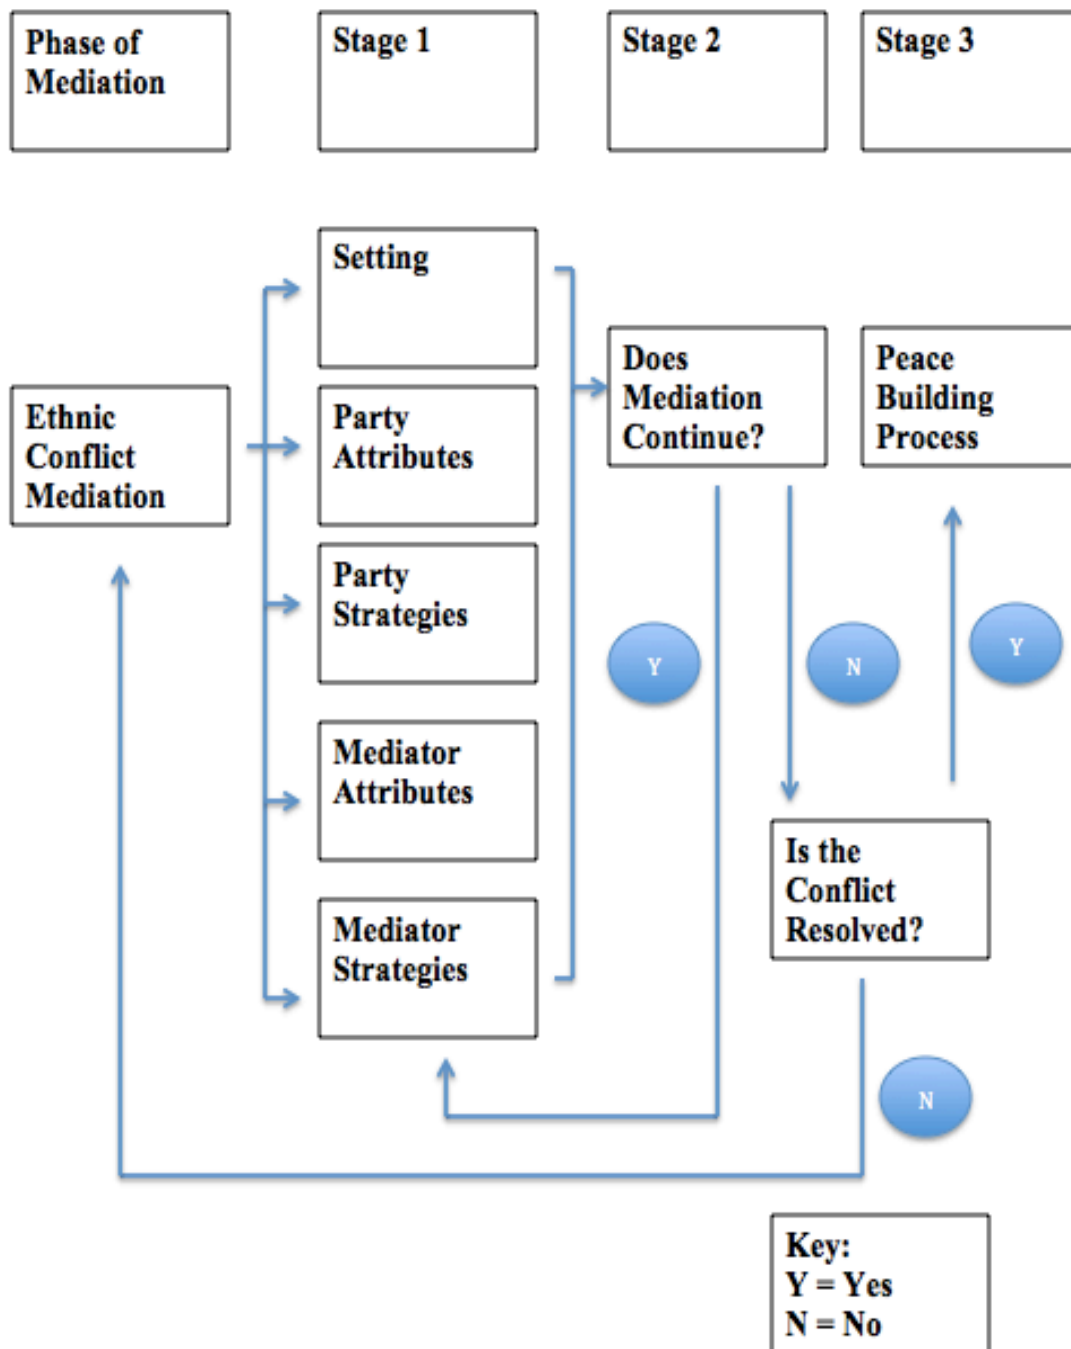 Phase of
Mediation
Stage 1
Stage 2
Stage 3
Ethnic
Conflict
Mediation
Setting
Party
Attributes
Party
Strategies
Mediator
Attributes
Mediator
Strategies
Does
Mediation
Continue?
Peace
Building
Process
Y
N
Y
Is the
Conflict
Resolved?
N
Key:
Y = Yes
N = No